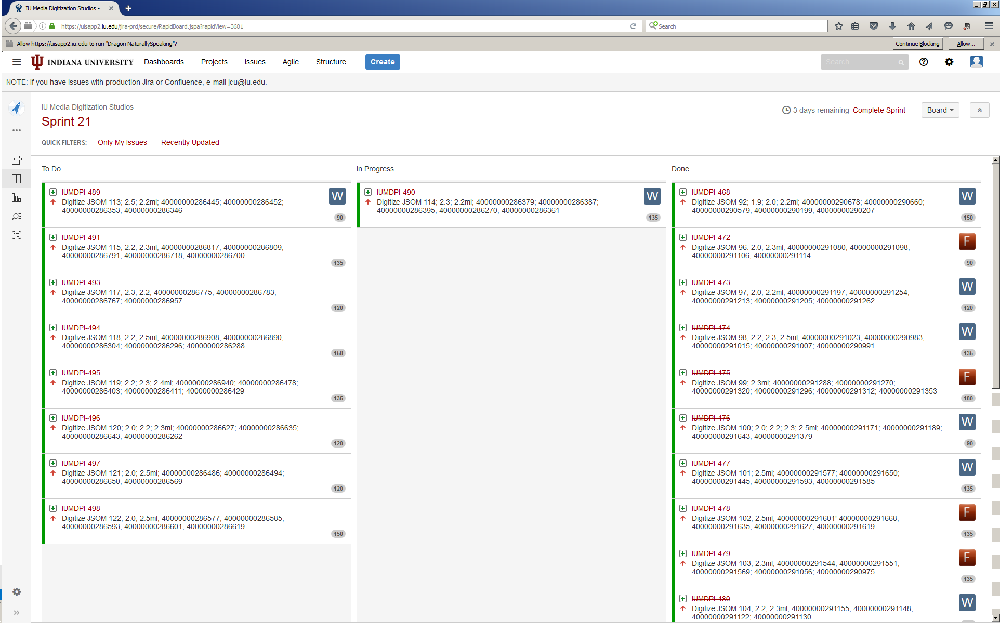 IU Media Digitization Studios -...
https://uisapp2.iu.edu/jira-prd/secure/RapidBoard.jspa?rapidView=3681
Search
Allow https://uisapp2.iu.edu to run "Dragon NaturallySpeaking"?
Continue Blocking
Allow...
INDIANA UNIVERSITY
Dashboards
Projects
Issues
Agile
Structure
Create
Search
NOTE: If you have issues with production Jira or Confluence, e-mail jcu@iu.edu.
IU Media Digitization Studios
Sprint 21
3 days remaining
Complete Sprint
Board
QUICK FILTERS:
Only My Issues
Recently Updated
To Do
IUMDPI-489
W
Digitize JSOM 113; 2.5; 2.2ml; 40000000286445; 40000000286452;
40000000286353; 40000000286346
90
IUMDPI-491
Digitize JSOM 115; 2.2; 2.3ml; 40000000286817; 40000000286809;
40000000286791; 40000000286718; 40000000286700
135
IUMDPI-493
Digitize JSOM 117; 2.3; 2.2; 40000000286775; 40000000286783;
40000000286767; 40000000286957
120
IUMDPI-494
Digitize JSOM 118; 2.2; 2.5ml; 40000000286908; 40000000286890;
40000000286304; 40000000286296; 40000000286288
150
IUMDPI-495
Digitize JSOM 119; 2.2; 2.3; 2.4ml; 40000000286940; 40000000286478;
40000000286403; 40000000286411; 40000000286429
135
IUMDPI-496
Digitize JSOM 120; 2.0; 2.2; 2.3ml; 40000000286627; 40000000286635;
40000000286643; 40000000286262
120
IUMDPI-497
Digitize JSOM 121; 2.0; 2.5ml; 40000000286486; 40000000286494;
40000000286650; 40000000286569
120
IUMDPI-498
Digitize JSOM 122; 2.0; 2.5ml; 40000000286577; 40000000286585;
40000000286593; 40000000286601; 40000000286619
150
In Progress
IUMDPI-490
W
Digitize JSOM 114; 2.3; 2.2ml; 40000000286379; 40000000286387;
40000000286395; 40000000286270; 40000000286361
135
Done
IUMDPI-468
W
Digitize JSOM 92; 1.9; 2.0; 2.2ml; 40000000290678; 40000000290660;
40000000290579; 40000000290199; 40000000290207
150
IUMDPI-472
F
Digitize JSOM 96: 2.0; 2.3ml; 40000000291080; 40000000291098;
40000000291106; 40000000291114
90
IUMDPI-473
W
Digitize JSOM 97; 2.0; 2.2ml; 40000000291197; 40000000291254;
40000000291213; 40000000291205; 40000000291262
120
IUMDPI-474
W
Digitize JSOM 98; 2.2; 2.3; 2.5ml; 40000000291023; 40000000290983;
40000000291015; 40000000291007; 40000000290991
135
IUMDPI-475
F
Digitize JSOM 99; 2.3ml; 40000000291288; 40000000291270;
40000000291320; 40000000291296; 40000000291312; 40000000291353
180
IUMDPI-476
W
Digitize JSOM 100; 2.0; 2.2; 2.3; 2.5ml; 40000000291171; 40000000291189;
40000000291643; 40000000291379
90
IUMDPI-477
W
Digitize JSOM 101; 2.5ml; 40000000291577; 40000000291650;
40000000291445; 40000000291593; 40000000291585
135
IUMDPI-478
F
Digitize JSOM 102; 2.5ml; 40000000291601' 40000000291668;
40000000291635; 40000000291627; 40000000291619
135
IUMDPI-479
F
Digitize JSOM 103; 2.3ml; 40000000291544; 40000000291551;
40000000291569; 40000000291056; 40000000290975
135
IUMDPI-480
W
Digitize JSOM 104; 2.2; 2.3ml; 40000000291155; 40000000291148;
40000000291122; 40000000291130